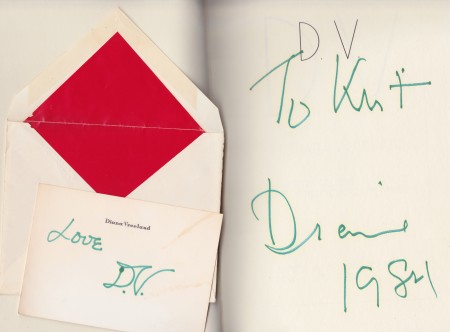 Diana Vreeland
Love
D.V.
D.V
To Kurt
Diana
1984